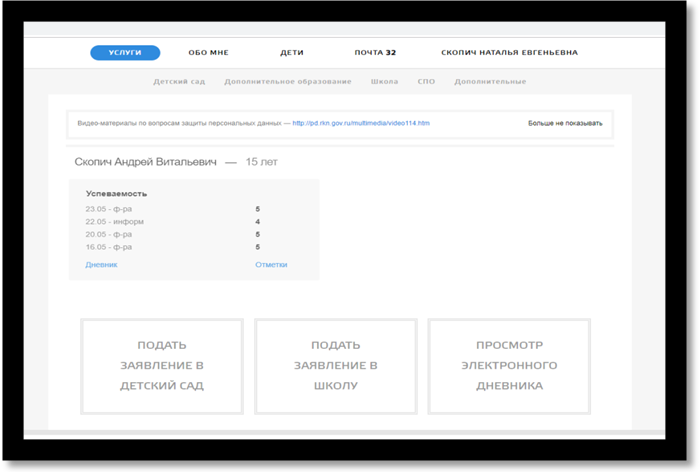 УСЛУГИ ОБО МНЕ ДЕТИ ПОЧТА 32 СКОПИЧ НАТАЛЬЯ ЕВГЕНЬЕВНА
Детский сад Дополнительное образование Школа СПО Дополнительные
Видео-материалы по вопросам защиты персональных данных — http://pd.rkn.gov.ru/multimedia/video114.htm Больше не показывать
Скопич Андрей Витальевич — 15 лет
Успеваемость
23.05 - ф-ра 5
22.05 - информ 4
20.05 - ф-ра 5
16.05 - ф-ра 5
Дневник Отметки
ПОДАТЬ
ЗАЯВЛЕНИЕ В
ДЕТСКИЙ САД
ПОДАТЬ
ЗАЯВЛЕНИЕ В
ШКОЛУ
ПРОСМОТР
ЭЛЕКТРОННОГО
ДНЕВНИКА